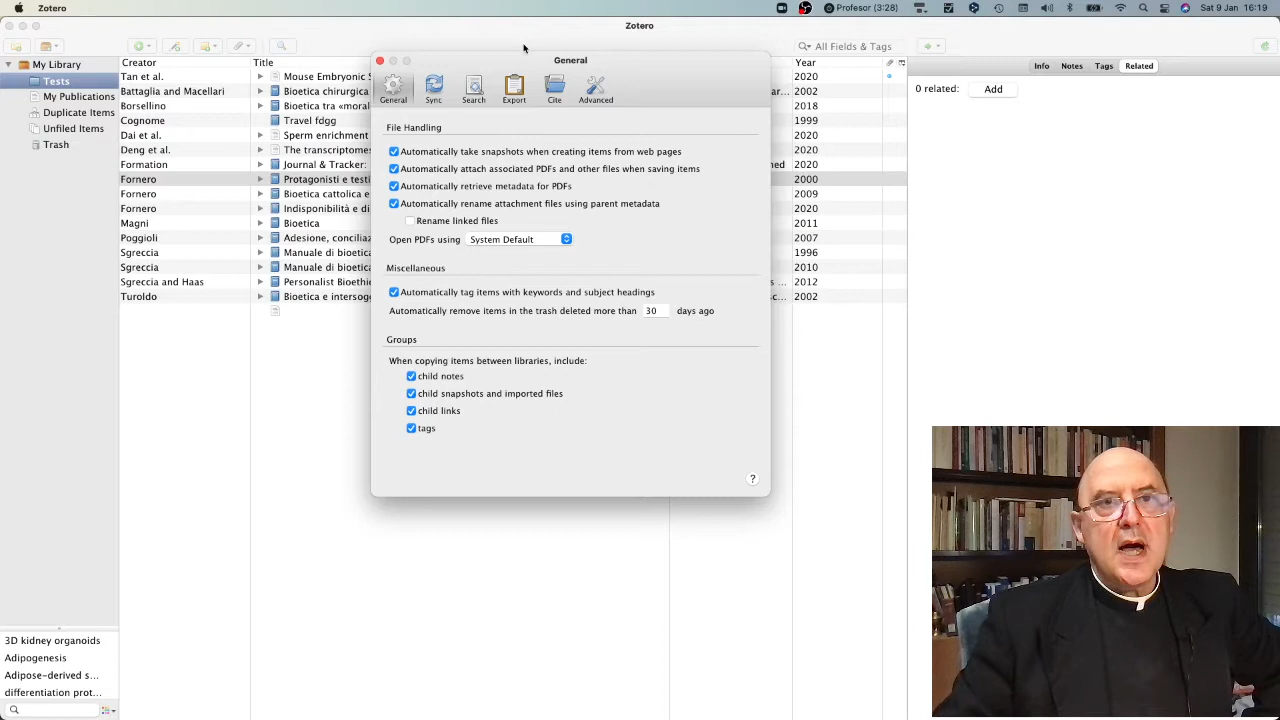 Zotero
Profesor (3:28)
Sat 9 Jan 16:19
Zotero
All Fields & Tags
My Library
Tests
My Publications
Duplicate Items
Unfiled Items
Trash
Creator Title Year
Tan et al. Mouse Embryonic S 2020
Battaglia and Macellari Bioetica chirurgica ... 2002
Borsellino Bioetica tra «moral 2018
Cognome Travel fdgg 1999
Dai et al. Sperm enrichment 2020
Deng et al. The transcriptomes 2020
Formation Journal & Tracker: ed 2020
Fornero Protagonisti e testi 2000
Fornero Bioetica cattolica e 2009
Fornero Indisponibilità e di 2020
Magni Bioetica 2011
Poggioli Adesione, conciliaz 2007
Sgreccia Manuale di bioetica 1996
Sgreccia Manuale di bioetica 2010
Sgreccia and Haas Personalist Bioethi ... 2012
Turoldo Bioetica e intersogg sc... 2002
3D kidney organoids
Adipogenesis
Adipose-derived s...
differentiation prot...
General
General Sync Search Export Cite Advanced
File Handling
Automatically take snapshots when creating items from web pages
Automatically attach associated PDFs and other files when saving items
Automatically retrieve metadata for PDFs
Automatically rename attachment files using parent metadata
Rename linked files
Open PDFs using System Default
Miscellaneous
Automatically tag items with keywords and subject headings
Automatically remove items in the trash deleted more than 30 days ago
Groups
When copying items between libraries, include:
child notes
child snapshots and imported files
child links
tags
?
Info Notes Tags Related
0 related: Add